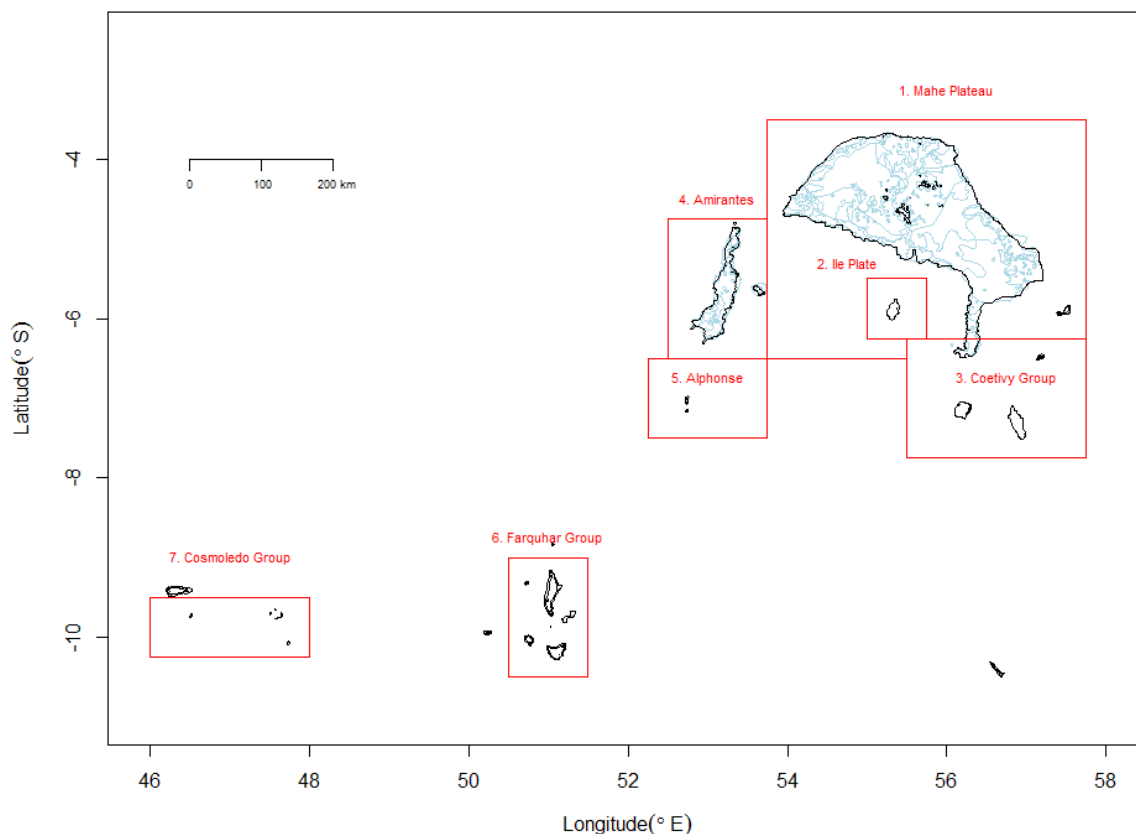 1. Mahe Plateau
-4
0 100 200 km
4. Amirantes
2. Ile Plate
-6
5. Alphonse
3. Coetivy Group
Latitude(° S)
-8
6. Farquhar Group
7. Cosmoledo Group
-10
46 48 50 52 54 56 58
Longitude(° E)